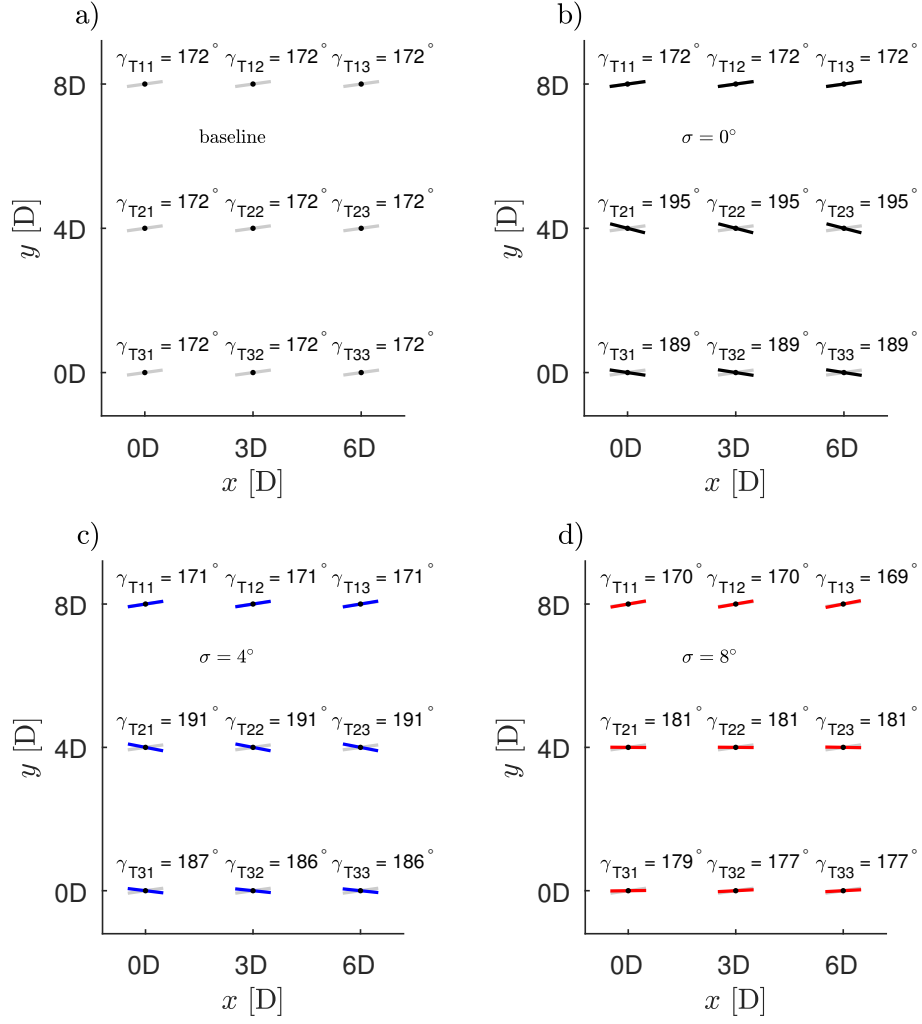 a)
γT11 = 172° γT12 = 172° γT13 = 172°
8D
baseline
γT21 = 172° γT22 = 172° γT23 = 172°
4D
y [D]
γT31 = 172° γT32 = 172° γT33 = 172°
0D
0D 3D 6D
x [D]
b)
γT11 = 172° γT12 = 172° γT13 = 172°
8D
σ = 0°
γT21 = 195° γT22 = 195° γT23 = 195°
4D
y [D]
γT31 = 189° γT32 = 189° γT33 = 189°
0D
0D 3D 6D
x [D]
c)
γT11 = 171° γT12 = 171° γT13 = 171°
8D
σ = 4°
γT21 = 191° γT22 = 191° γT23 = 191°
4D
y [D]
γT31 = 187° γT32 = 186° γT33 = 186°
0D
0D 3D 6D
x [D]
d)
γT11 = 170° γT12 = 170° γT13 = 169°
8D
σ = 8°
γT21 = 181° γT22 = 181° γT23 = 181°
4D
y [D]
γT31 = 179° γT32 = 177° γT33 = 177°
0D
0D 3D 6D
x [D]